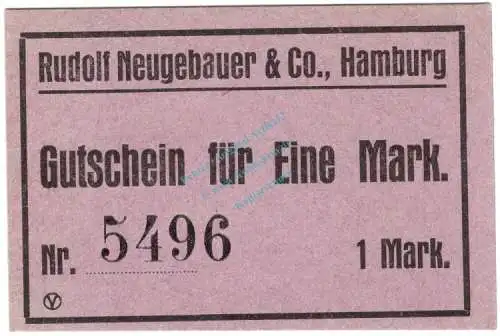 Rudolf Neugebauer & Co., Hamburg
Gutschein für Eine Mark.
Nr. 5496 1 Mark.
V